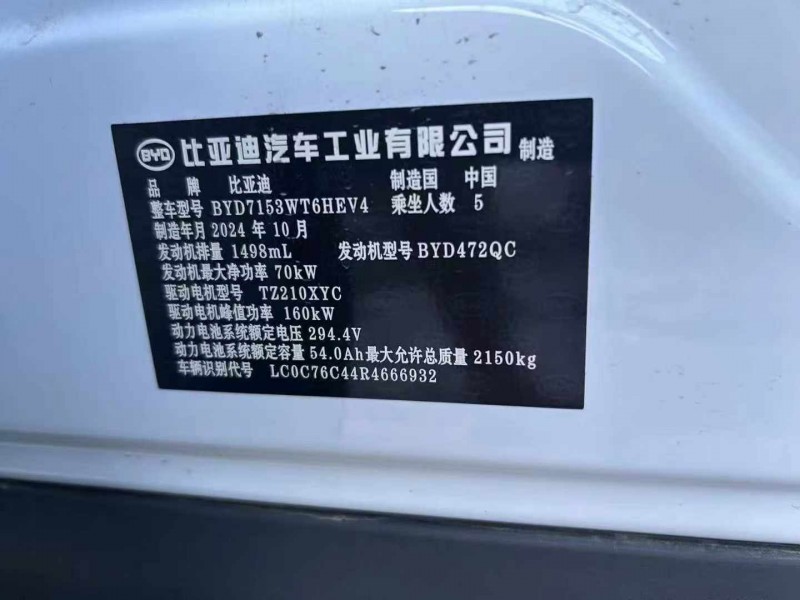 BYD 比亚迪汽车工业有限公司 制造
品牌 比亚迪 制造国 中国
整车型号 BYD7153WT6HEV4 乘坐人数 5
制造年月 2024 年 10 月
发动机排量 1498mL 发动机型号 BYD472QC
发动机最大净功率 70kW
驱动电机型号 TZ210XYC
驱动电机峰值功率 160kW
动力电池系统额定电压 294.4V
动力电池系统额定容量 54.0Ah 最大允许总质量 2150kg
车辆识别代号 LC0C76C44R4666932